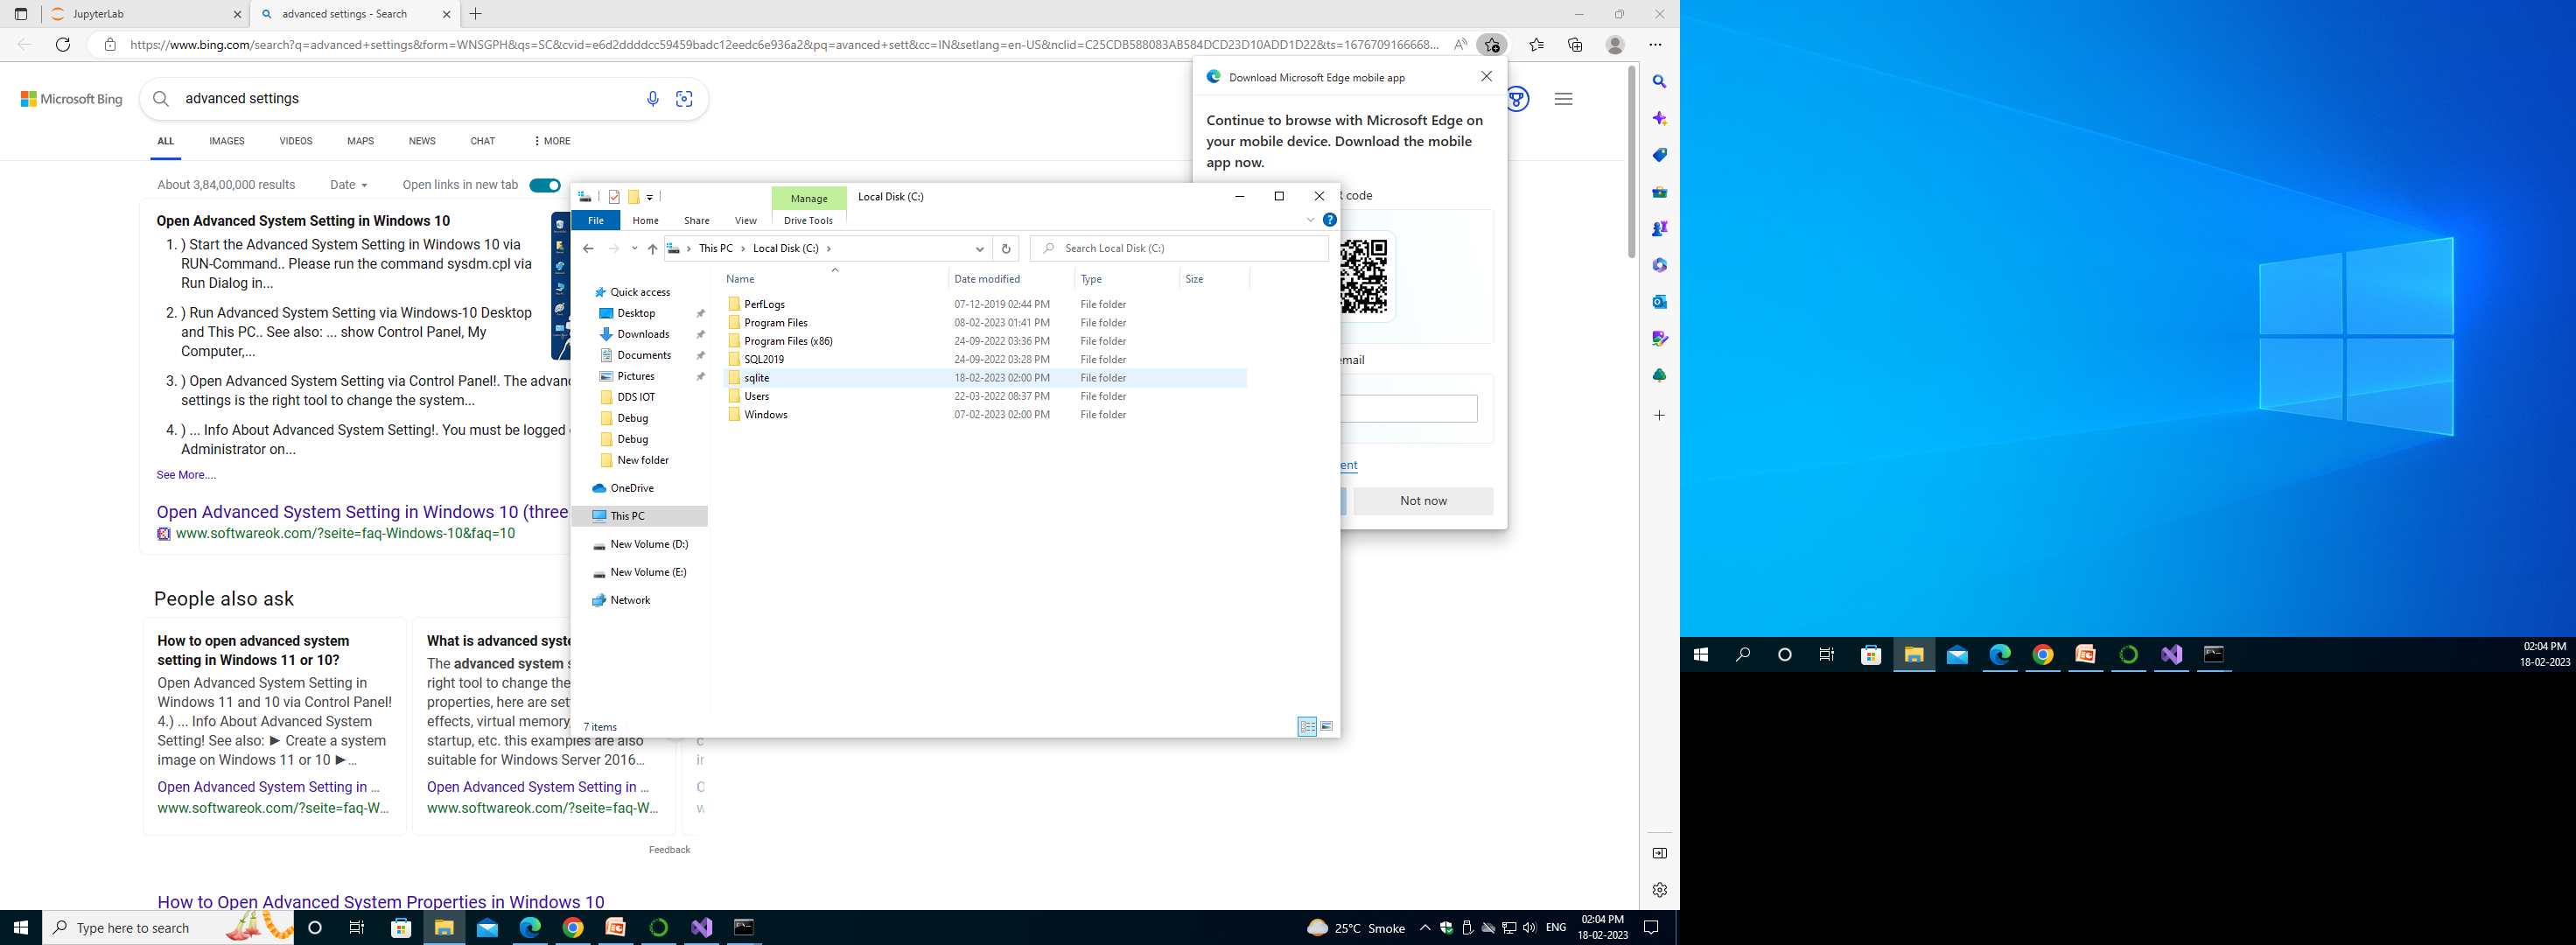 JupyterLab
advanced settings - Search
https://www.bing.com/search?q=advanced+settings&form=WNSGPH&qs=SC&cvid=e6d2ddddcc59459badc12eedc6e936a2&pq=avanced+sett&cc=IN&setlang=en-US&nclid=C25CDB588083AB584DCD23D10ADD1D22&ts=1676709166668...
Microsoft Bing
advanced settings
ALL
IMAGES
VIDEOS
MAPS
NEWS
CHAT
MORE
About 3,84,00,000 results
Date
Open links in new tab
Open Advanced System Setting in Windows 10
1. ) Start the Advanced System Setting in Windows 10 via
RUN-Command.. Please run the command sysdm.cpl via
Run Dialog in...
2. ) Run Advanced System Setting via Windows-10 Desktop
and This PC.. See also: ... show Control Panel, My
Computer,...
3. ) Open Advanced System Setting via Control Panel!. The advan
settings is the right tool to change the system...
4. ) ... Info About Advanced System Setting!. You must be logged
Administrator on...
See More....
Open Advanced System Setting in Windows 10 (three
www.softwareok.com/?seite=faq-Windows-10&faq=10
People also ask
How to open advanced system
setting in Windows 11 or 10?
Open Advanced System Setting in
Windows 11 and 10 via Control Panel!
4.) ... Info About Advanced System
Setting! See also: ► Create a system
image on Windows 11 or 10 ►...
Open Advanced System Setting in ...
www.softwareok.com/?seite=faq-W...
What is advanced syste
The advanced system s
right tool to change the
properties, here are set
effects, virtual memory,
startup, etc. this examples are also
suitable for Windows Server 2016...
Open Advanced System Setting in ...
www.softwareok.com/?seite=faq-W...
Feedback
How to Open Advanced System Properties in Windows 10
Download Microsoft Edge mobile app
Continue to browse with Microsoft Edge on
your mobile device. Download the mobile
app now.
code
email
ent
Not now
Manage
Local Disk (C:)
File
Home
Share
View
Drive Tools
This PC
Local Disk (C:)
Search Local Disk (C:)
Quick access
Desktop
Downloads
Documents
Pictures
DDS IOT
Debug
Debug
New folder
OneDrive
This PC
New Volume (D:)
New Volume (E:)
Network
Name Date modified Type Size
PerfLogs 07-12-2019 02:44 PM File folder
Program Files 08-02-2023 01:41 PM File folder
Program Files (x86) 24-09-2022 03:36 PM File folder
SQL2019 24-09-2022 03:28 PM File folder
sqlite 18-02-2023 02:00 PM File folder
Users 22-03-2022 08:37 PM File folder
Windows 07-02-2023 02:00 PM File folder
7 items
Type here to search
25°C Smoke
ENG
02:04 PM
18-02-2023
02:04 PM
18-02-2023